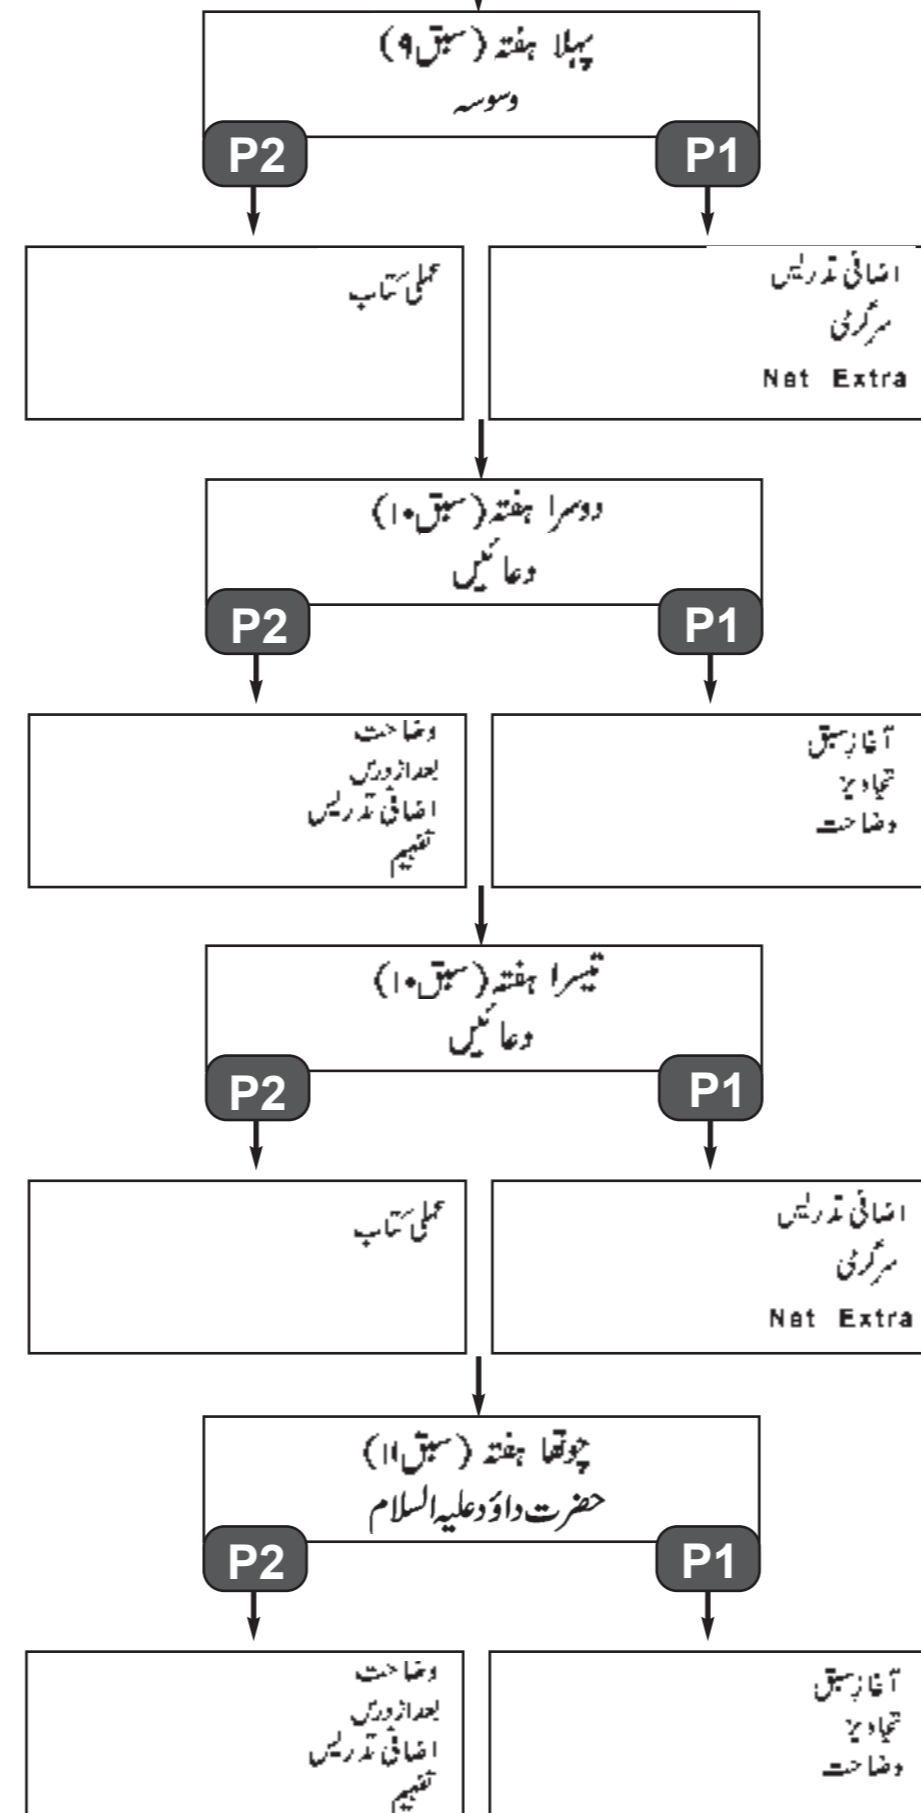 پہلا ہفتہ (سبق ۹)
وسوسہ
P1
P2
اضافی تدریس
سرگرمی
Net Extra
عملی کتاب
دوسرا ہفتہ (سبق ۱۰)
دعائیں
P1
P2
آغازِ سبق
تجاویز
وضاحت
وضاحت
بعد از درس
اضافی تدریس
تفہیم
تیسرا ہفتہ (سبق ۱۰)
دعائیں
P1
P2
اضافی تدریس
سرگرمی
Net Extra
عملی کتاب
چوتھا ہفتہ (سبق ۱۱)
حضرت داؤد علیہ السلام
P1
P2
آغازِ سبق
تجاویز
وضاحت
وضاحت
بعد از درس
اضافی تدریس
تفہیم